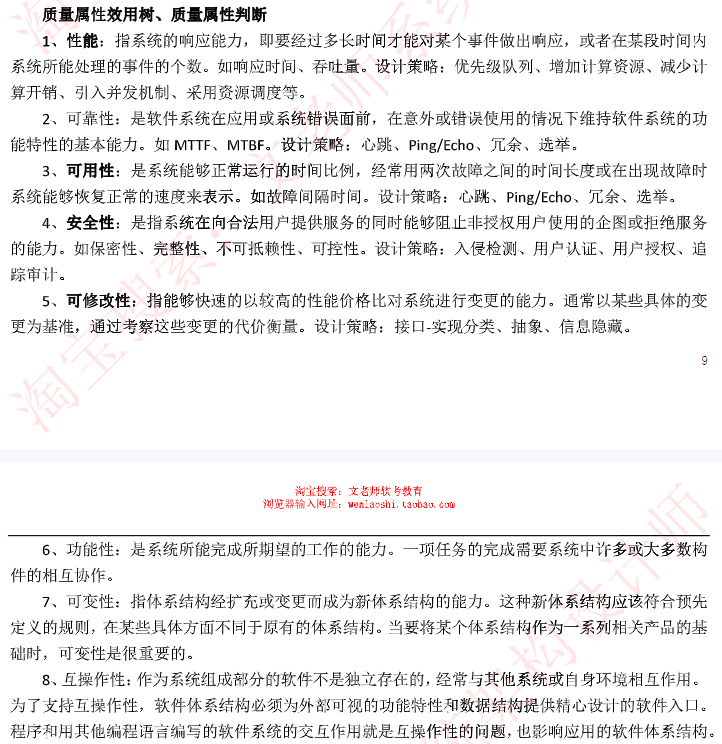 质量属性效用树、质量属性判断
1、性能：指系统的响应能力，即要经过多长时间才能对某个事件做出响应，或者在某段时间内
系统所能处理的事件的个数。如响应时间、吞吐量。设计策略：优先级队列、增加计算资源、减少计
算开销、引入并发机制、采用资源调度等。
2、可靠性：是软件系统在应用或系统错误面前，在意外或错误使用的情况下维持软件系统的功
能特性的基本能力。如 MTTF、MTBF。设计策略：心跳、Ping/Echo、冗余、选举。
3、可用性：是系统能够正常运行的时间比例，经常用两次故障之间的时间长度或在出现故障时
系统能够恢复正常的速度来表示。如故障间隔时间。设计策略：心跳、Ping/Echo、冗余、选举。
4、安全性：是指系统在向合法用户提供服务的同时能够阻止非授权用户使用的企图或拒绝服务
的能力。如保密性、完整性、不可抵赖性、可控性。设计策略：入侵检测、用户认证、用户授权、追
踪审计。
5、可修改性：指能够快速的以较高的性能价格比对系统进行变更的能力。通常以某些具体的变
更为基准，通过考察这些变更的代价衡量。设计策略：接口-实现分类、抽象、信息隐藏。
9
淘宝搜索：文老师软考教育
浏览器输入网址：wenlaoshi.taobao.com
6、功能性：是系统所能完成所期望的工作的能力。一项任务的完成需要系统中许多或大多数构
件的相互协作。
7、可变性：指体系结构经扩充或变更而成为新体系结构的能力。这种新体系结构应该符合预先
定义的规则，在某些具体方面不同于原有的体系结构。当要将某个体系结构作为一系列相关产品的基
础时，可变性是很重要的。
8、互操作性：作为系统组成部分的软件不是独立存在的，经常与其他系统或自身环境相互作用。
为了支持互操作性，软件体系结构必须为外部可视的功能特性和数据结构提供精心设计的软件入口。
程序和用其他编程语言编写的软件系统的交互作用就是互操作性的问题，也影响应用的软件体系结构。